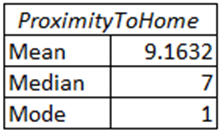 ProximityToHome
Mean 9.1632
Median 7
Mode 1